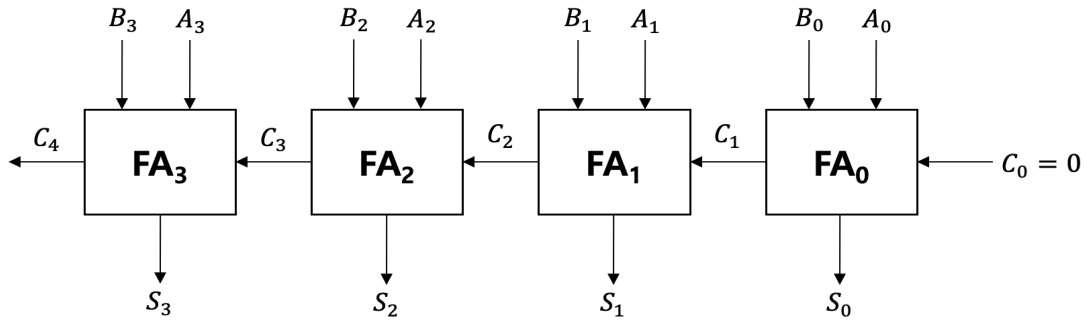 B₃ A₃ B₂ A₂ B₁ A₁ B₀ A₀
C₄ FA₃ C₃ FA₂ C₂ FA₁ C₁ FA₀ C₀ = 0
S₃ S₂ S₁ S₀